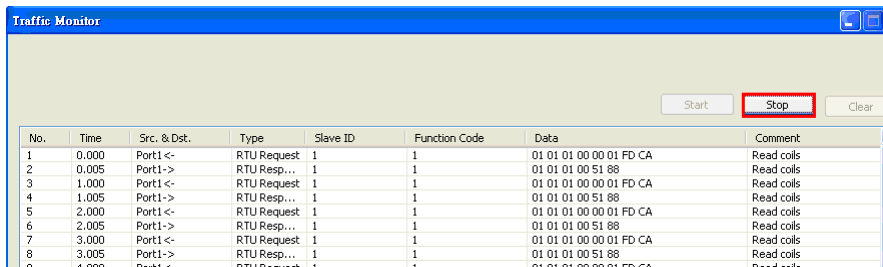 Traffic Monitor
Start Stop Clear
No. Time Src. & Dst. Type Slave ID Function Code Data Comment
1 0.000 Port1<- RTU Request 1 1 01 01 01 00 00 01 FD CA Read coils
2 0.005 Port1-> RTU Resp... 1 1 01 01 01 00 51 88 Read coils
3 1.000 Port1<- RTU Request 1 1 01 01 01 00 00 01 FD CA Read coils
4 1.005 Port1-> RTU Resp... 1 1 01 01 01 00 51 88 Read coils
5 2.000 Port1<- RTU Request 1 1 01 01 01 00 00 01 FD CA Read coils
6 2.005 Port1-> RTU Resp... 1 1 01 01 01 00 51 88 Read coils
7 3.000 Port1<- RTU Request 1 1 01 01 01 00 00 01 FD CA Read coils
8 3.005 Port1-> RTU Resp... 1 1 01 01 01 00 51 88 Read coils